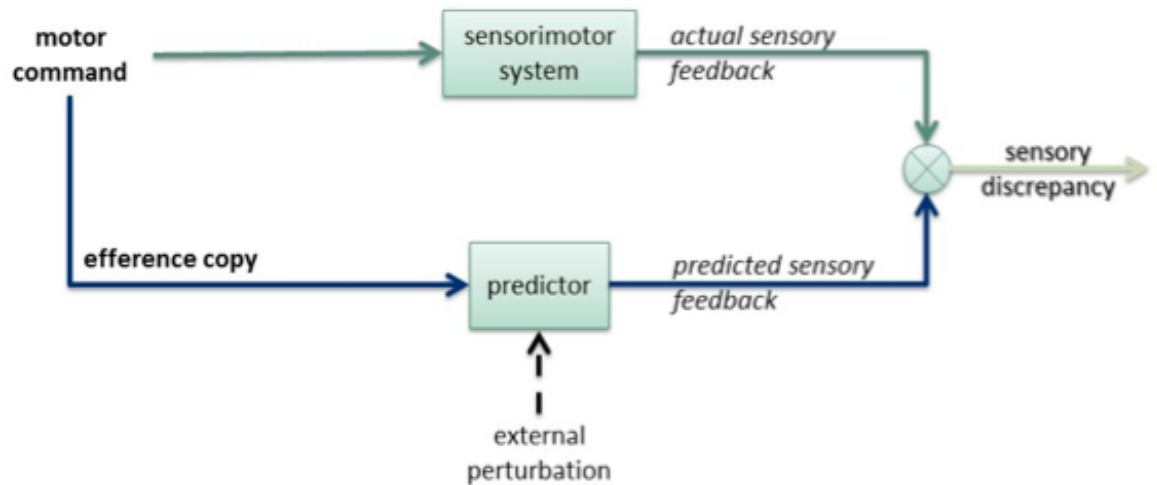 motor
command
sensorimotor
system
actual sensory
feedback
sensory
discrepancy
efference copy
predictor
predicted sensory
feedback
external
perturbation